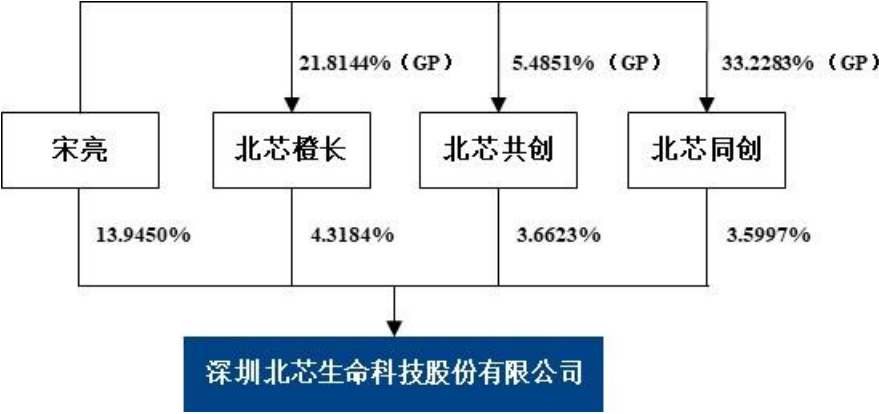 21.8144%（GP）
5.4851%（GP）
33.2283%（GP）
宋亮
北芯橙长
北芯共创
北芯同创
13.9450%
4.3184%
3.6623%
3.5997%
深圳北芯生命科技股份有限公司